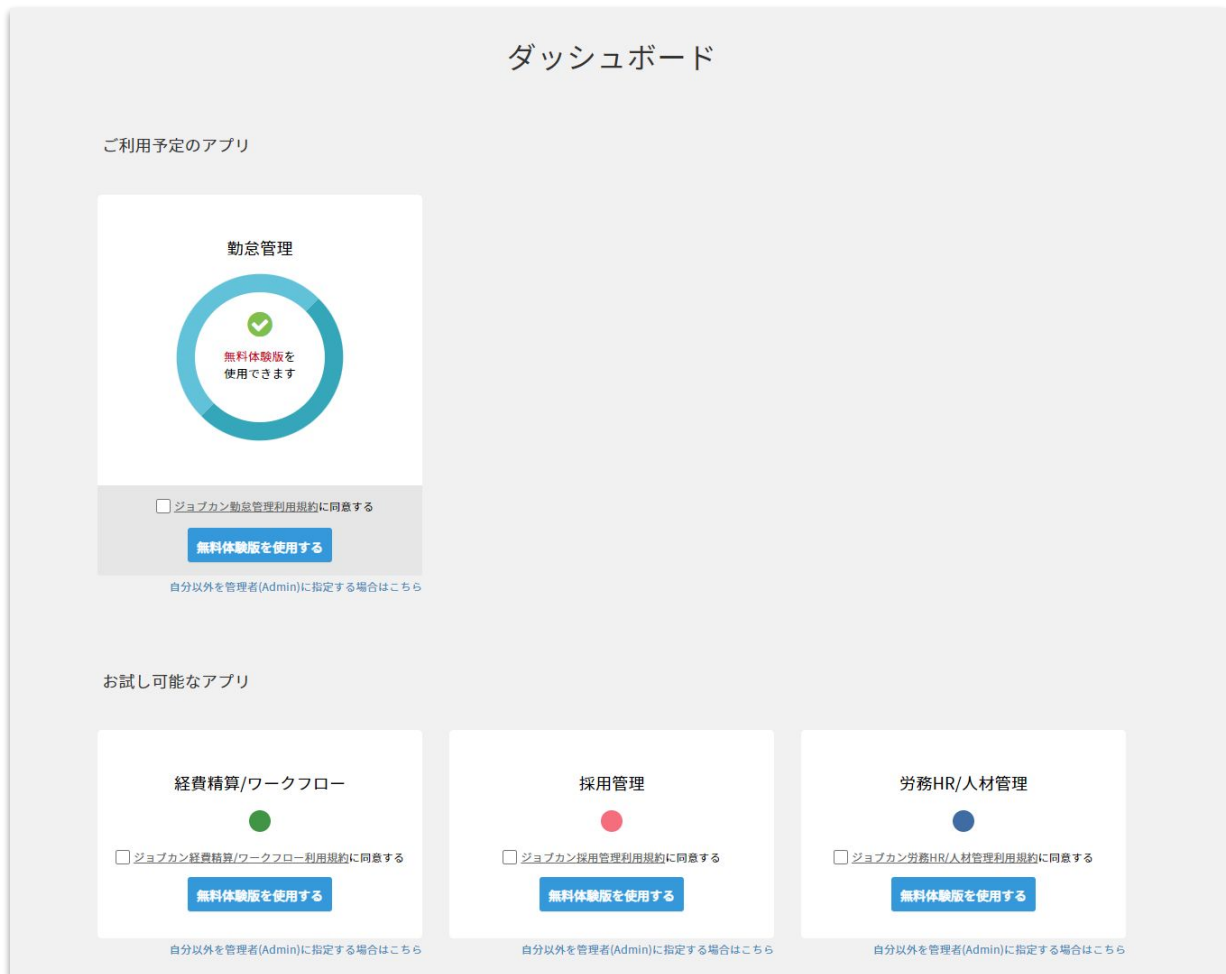 ダッシュボード
ご利用予定のアプリ
勤怠管理
無料体験版を
使用できます
ジョブカン勤怠管理利用規約に同意する
無料体験版を使用する
自分以外を管理者(Admin)に指定する場合はこちら
お試し可能なアプリ
経費精算/ワークフロー
ジョブカン経費精算/ワークフロー利用規約に同意する
無料体験版を使用する
自分以外を管理者(Admin)に指定する場合はこちら
採用管理
ジョブカン採用管理利用規約に同意する
無料体験版を使用する
自分以外を管理者(Admin)に指定する場合はこちら
労務HR/人材管理
ジョブカン労務HR/人材管理利用規約に同意する
無料体験版を使用する
自分以外を管理者(Admin)に指定する場合はこちら